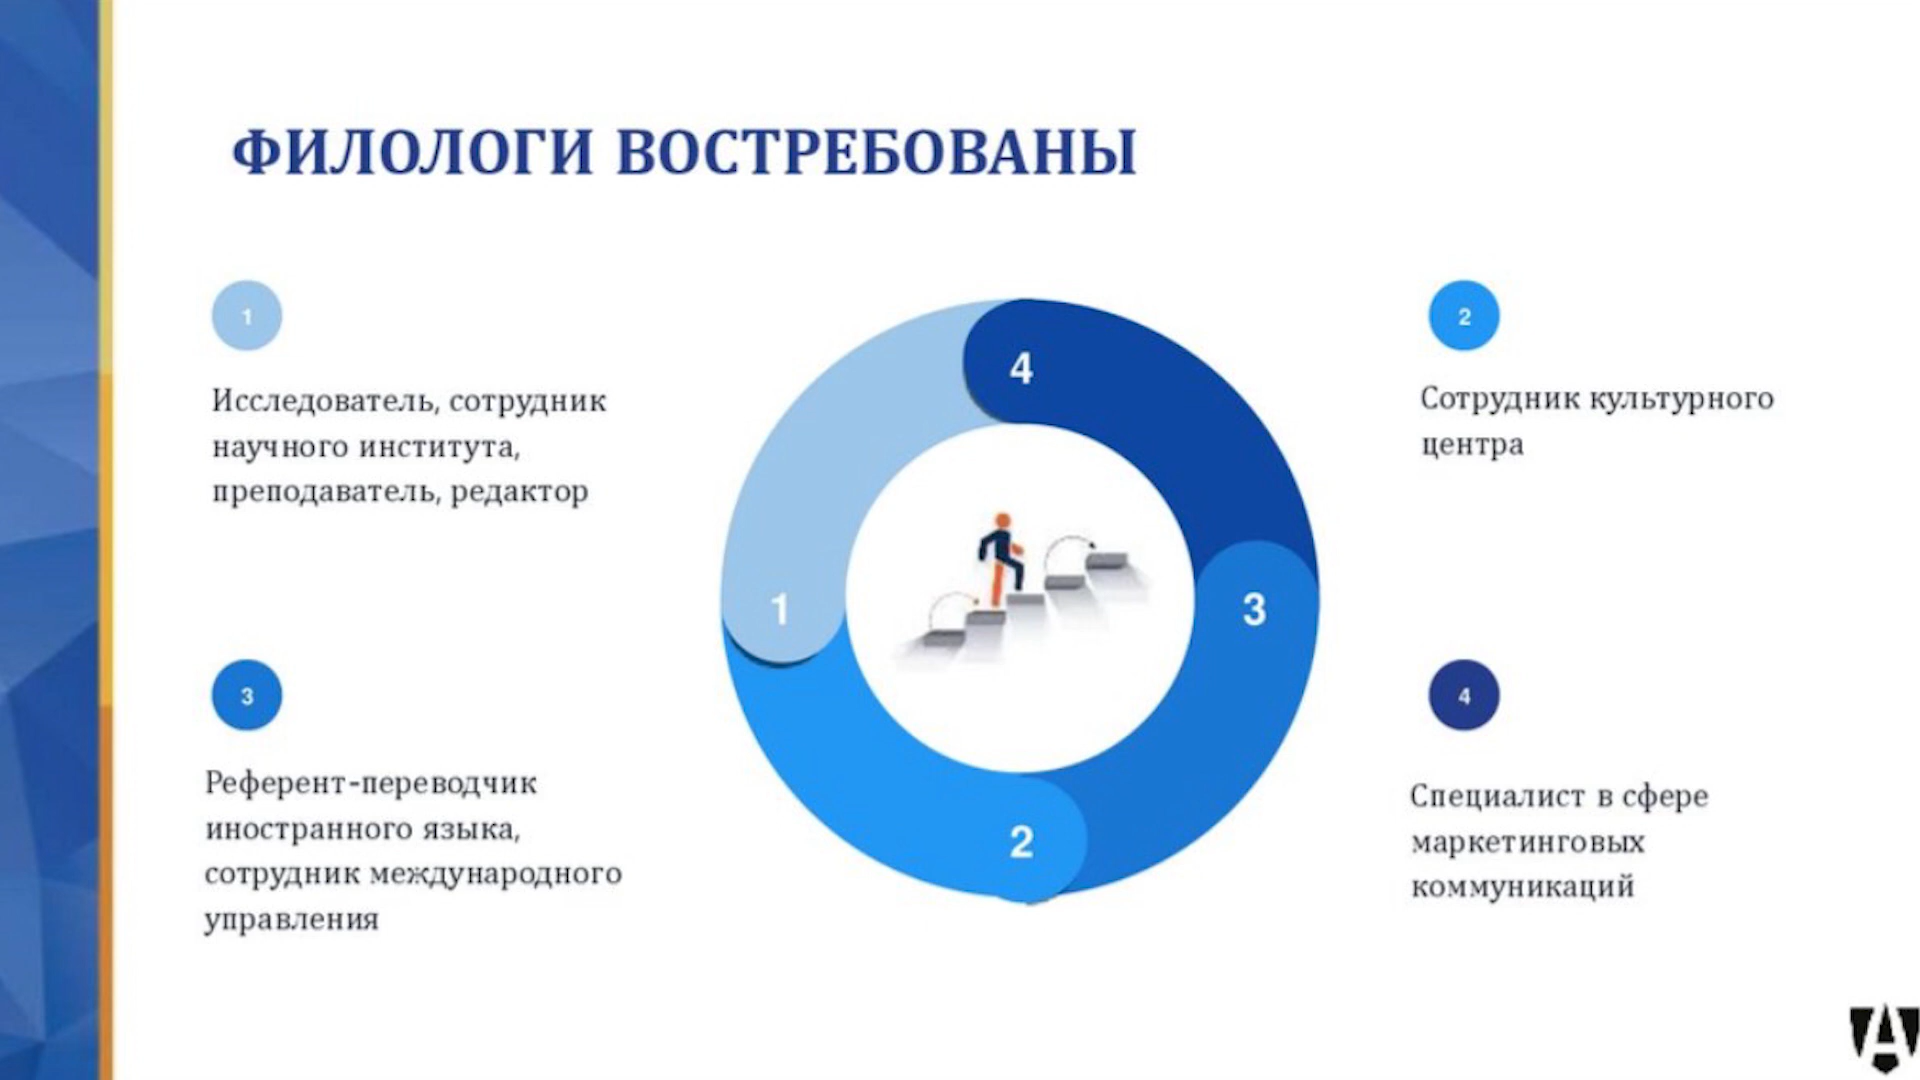 ФИЛОЛОГИ ВОСТРЕБОВАНЫ
1
Исследователь, сотрудник
научного института,
преподаватель, редактор
2
Сотрудник культурного
центра
3
Референт-переводчик
иностранного языка,
сотрудник международного
управления
4
Специалист в сфере
маркетинговых
коммуникаций
4
1
3
2
A